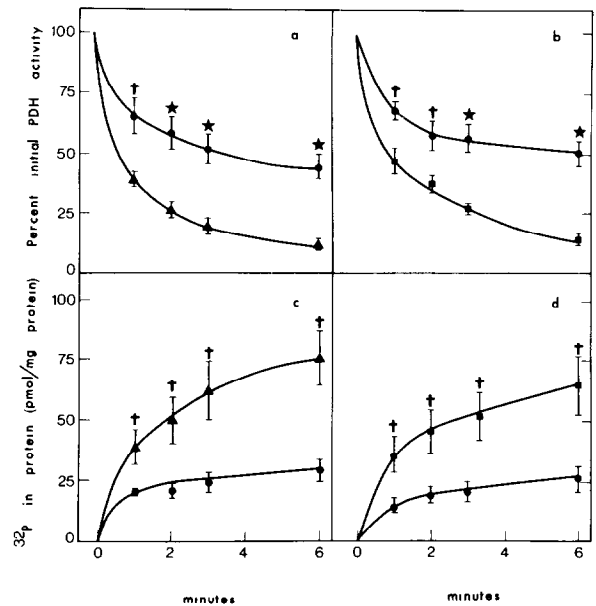 Percent initial PDH activity
100
75
50
25
0
a
†
★
★
★
b
†
†
★
★
32p in protein (pmol/mg protein)
100
75
50
25
0
c
†
†
†
†
d
†
†
†
†
0 2 4 6
0 2 4 6
minutes
minutes